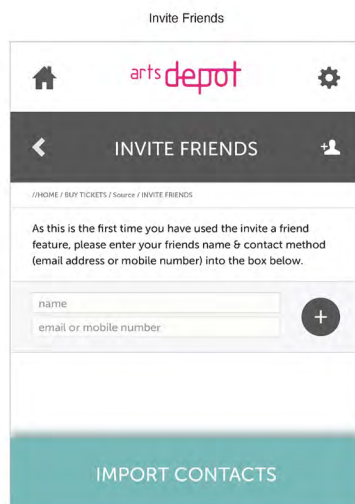 Invite Friends
arts depot
INVITE FRIENDS
//HOME / BUY TICKETS / Source / INVITE FRIENDS
As this is the first time you have used the invite a friend
feature, please enter your friends name & contact method
(email address or mobile number) into the box below.
name
email or mobile number
IMPORT CONTACTS